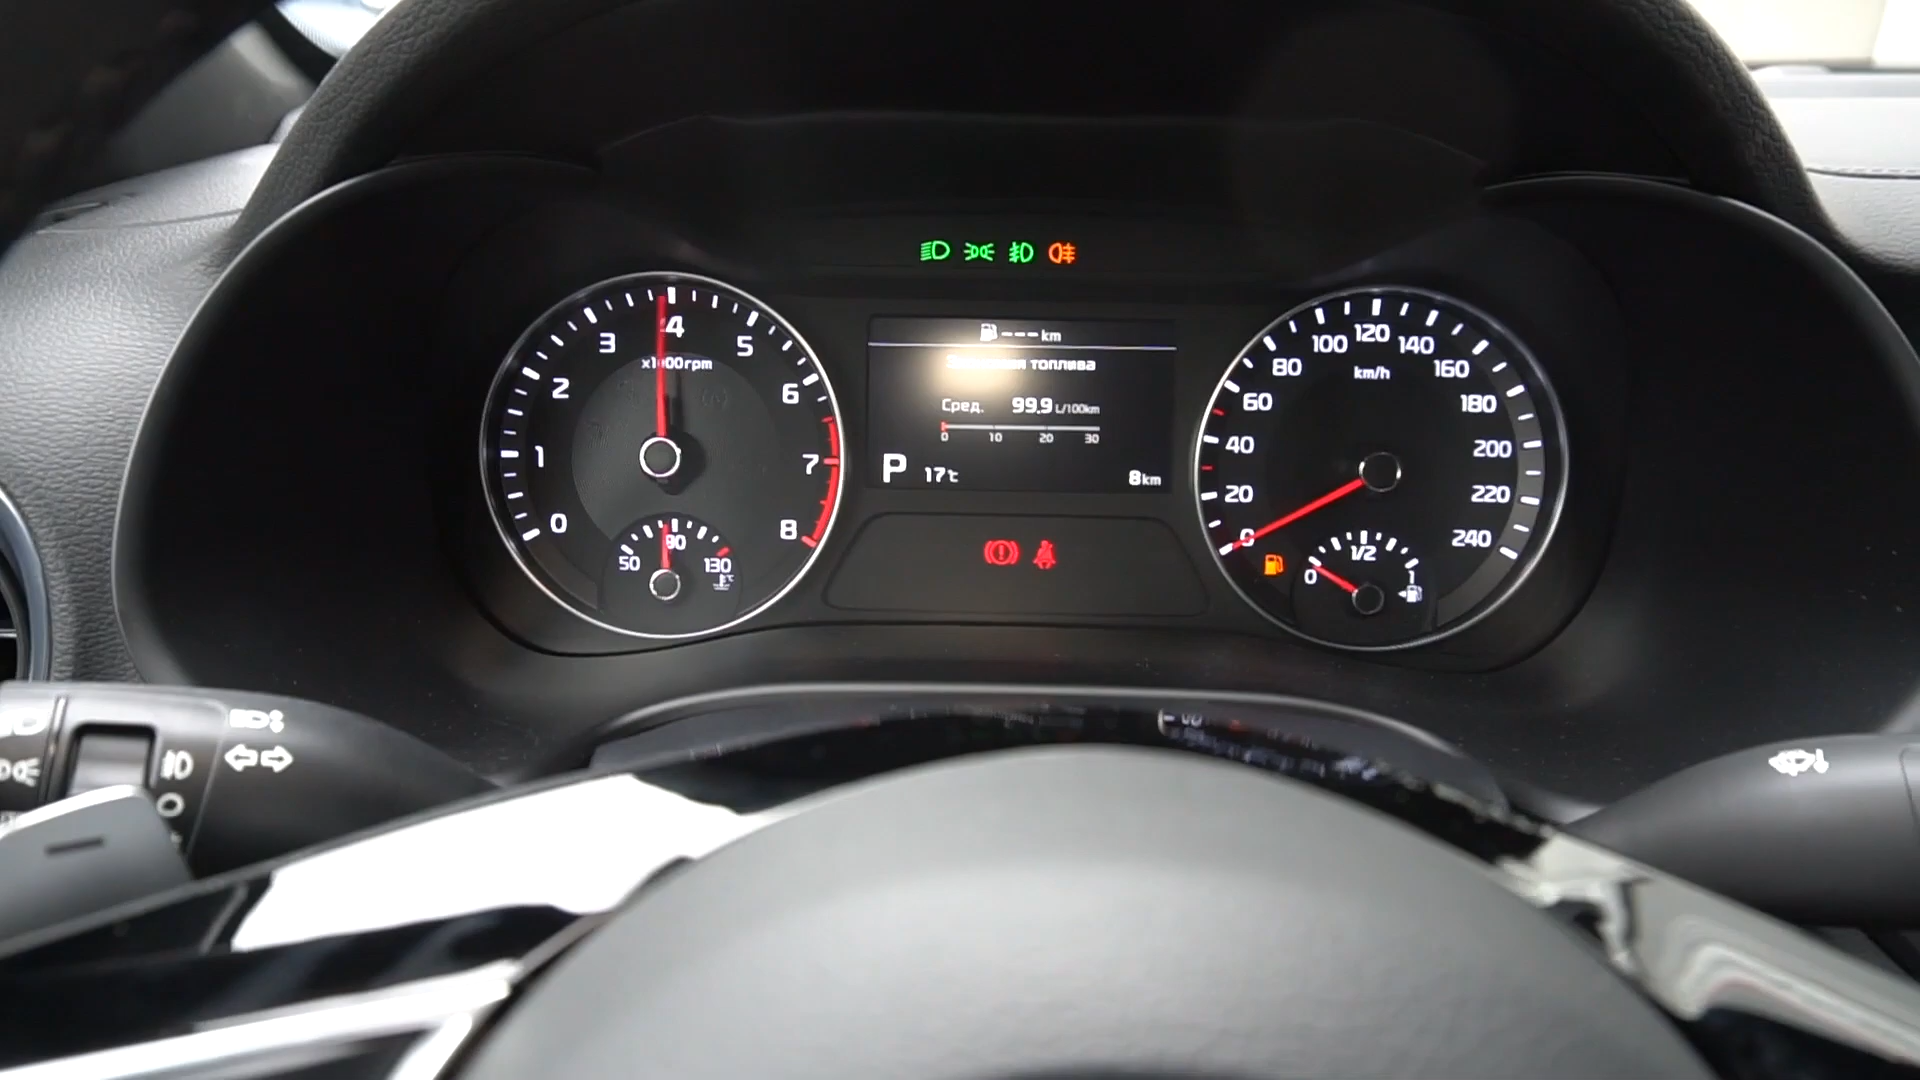 --- km
топлива
Сред. 99.9 L/100km
0 10 20 30
P 17℃ 8km
0 1 2 3 4 5 6 7 8
x1000rpm
50 90 130
0 20 40 60 80 100 120 140 160 180 200 220 240
km/h
0 1/2 1